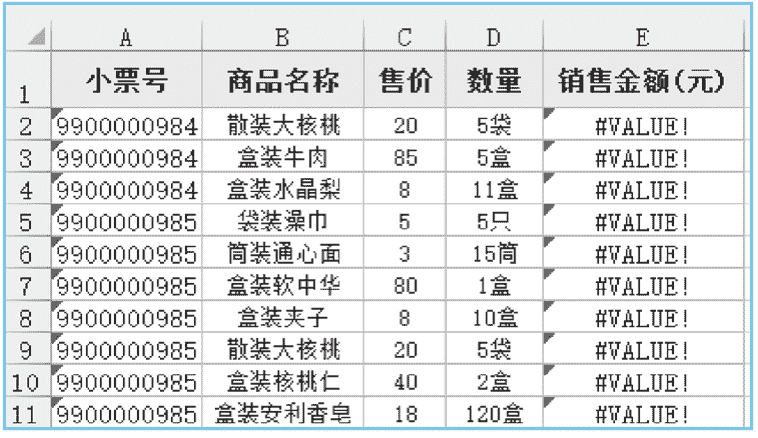 A B C D E
1 小票号 商品名称 售价 数量 销售金额(元)
2 9900000984 散装大核桃 20 5袋 #VALUE!
3 9900000984 盒装牛肉 85 5盒 #VALUE!
4 9900000984 盒装水晶梨 8 11盒 #VALUE!
5 9900000985 袋装澡巾 5 5只 #VALUE!
6 9900000985 筒装通心面 3 15筒 #VALUE!
7 9900000985 盒装软中华 80 1盒 #VALUE!
8 9900000985 盒装夹子 8 10盒 #VALUE!
9 9900000985 散装大核桃 20 5袋 #VALUE!
10 9900000985 盒装核桃仁 40 2盒 #VALUE!
11 9900000985 盒装安利香皂 18 120盒 #VALUE!